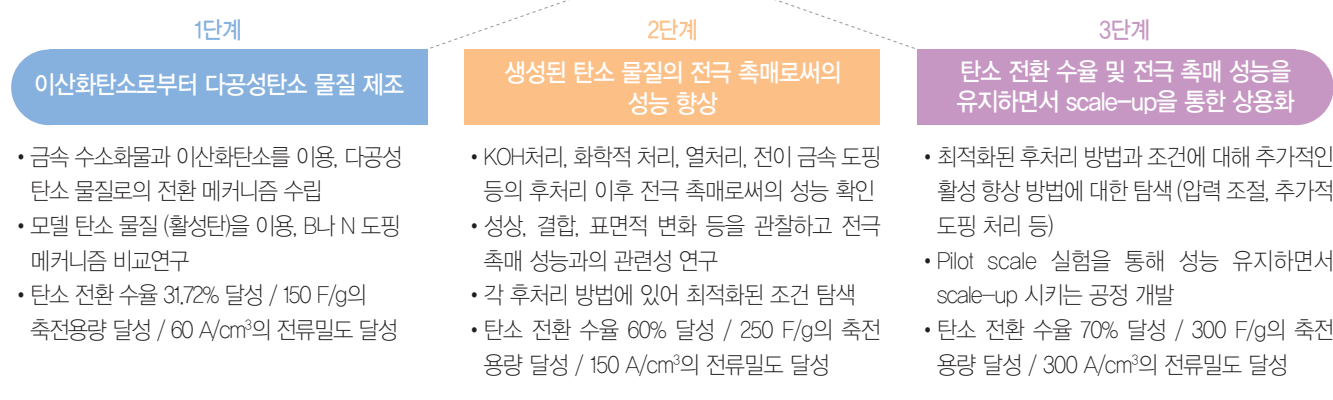 1단계
이산화탄소로부터 다공성탄소 물질 제조
• 금속 수소화물과 이산화탄소를 이용, 다공성
탄소 물질로의 전환 메커니즘 수립
• 모델 탄소 물질 (활성탄)을 이용, B나 N 도핑
메커니즘 비교연구
• 탄소 전환 수율 31.72% 달성 / 150 F/g의
축전용량 달성 / 60 A/cm³의 전류밀도 달성
2단계
생성된 탄소 물질의 전극 촉매로써의
성능 향상
• KOH처리, 화학적 처리, 열처리, 전이 금속 도핑
등의 후처리 이후 전극 촉매로써의 성능 확인
• 성상, 결합, 표면적 변화 등을 관찰하고 전극
촉매 성능과의 관련성 연구
• 각 후처리 방법에 있어 최적화된 조건 탐색
• 탄소 전환 수율 60% 달성 / 250 F/g의 축전
용량 달성 / 150 A/cm³의 전류밀도 달성
3단계
탄소 전환 수율 및 전극 촉매 성능을
유지하면서 scale-up을 통한 상용화
• 최적화된 후처리 방법과 조건에 대해 추가적인
활성 향상 방법에 대한 탐색 (압력 조절, 추가적
도핑 처리 등)
• Pilot scale 실험을 통해 성능 유지하면서
scale-up 시키는 공정 개발
• 탄소 전환 수율 70% 달성 / 300 F/g의 축전
용량 달성 / 300 A/cm³의 전류밀도 달성